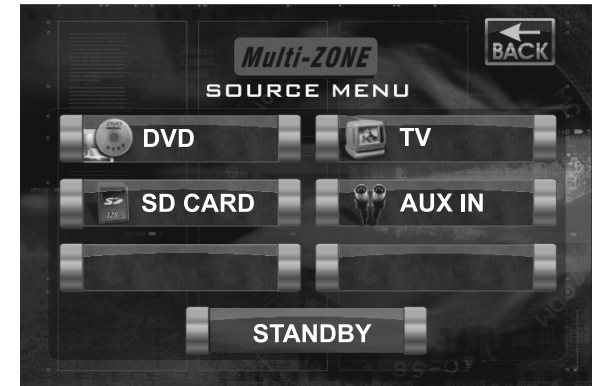 BACK
Multi-ZONE
SOURCE MENU
DVD
TV
SD CARD
AUX IN
STANDBY